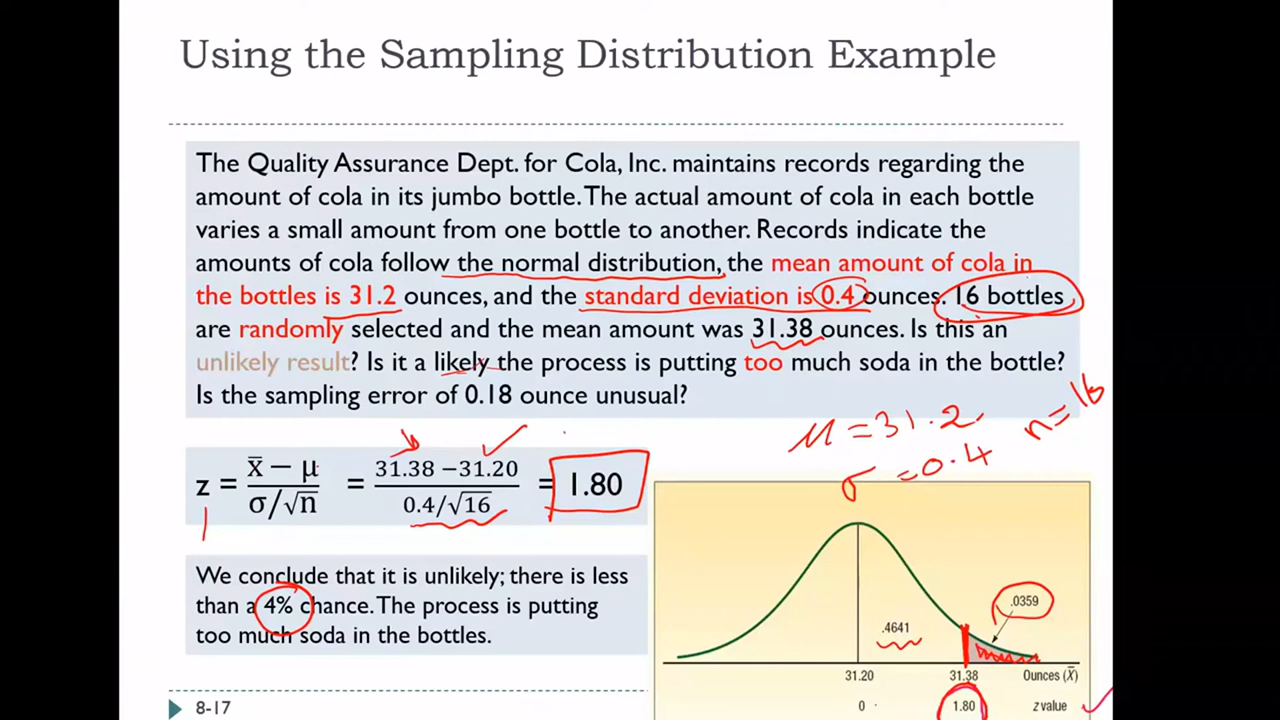 Using the Sampling Distribution Example
The Quality Assurance Dept. for Cola, Inc. maintains records regarding the
amount of cola in its jumbo bottle. The actual amount of cola in each bottle
varies a small amount from one bottle to another. Records indicate the
amounts of cola follow the normal distribution, the mean amount of cola in
the bottles is 31.2 ounces, and the standard deviation is 0.4 ounces. 16 bottles
are randomly selected and the mean amount was 31.38 ounces. Is this an
unlikely result? Is it a likely the process is putting too much soda in the bottle?
Is the sampling error of 0.18 ounce unusual?
μ = 31.2
n = 16
σ = 0.4
z = x̄ − μ / σ/√n = 31.38 −31.20 / 0.4/√16 = 1.80
We conclude that it is unlikely; there is less
than a 4% chance. The process is putting
too much soda in the bottles.
.0359
.4641
31.20 31.38 Ounces (X̄)
0 1.80 z value
8-17